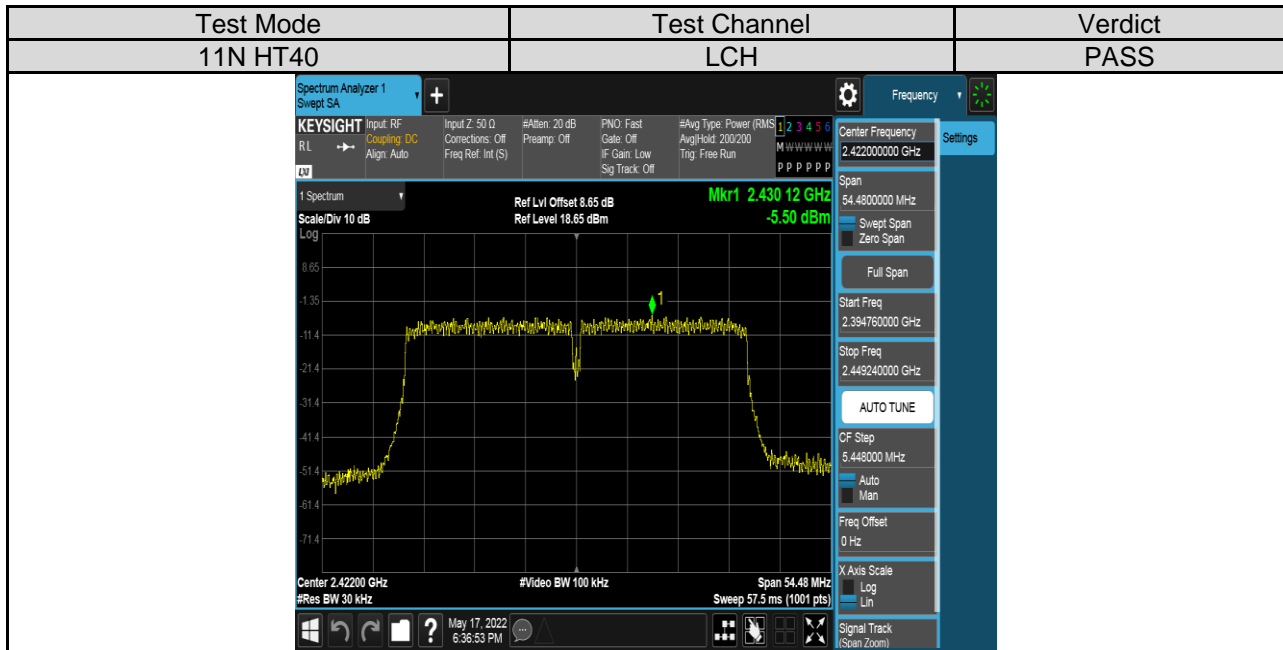 Test Mode Test Channel Verdict
11N HT40 LCH PASS
Spectrum Analyzer 1
Swept SA
+
Frequency
KEYSIGHT Input: RF Input Z: 50 Ω #Atten: 20 dB PNO: Fast #Avg Type: Power (RMS 1 2 3 4 5 6
RL Coupling: DC Corrections: Off Preamp: Off Gate: Off Avg|Hold: 200/200 M W W W W W
Align: Auto Freq Ref: Int (S) IF Gain: Low Trig: Free Run
Sig Track: Off P P P P P P
LXI
1 Spectrum
Ref Lvl Offset 8.65 dB Mkr1 2.430 12 GHz
Scale/Div 10 dB Ref Level 18.65 dBm -5.50 dBm
Log
8.65
-1.35
1
-11.4
-21.4
-31.4
-41.4
-51.4
-61.4
-71.4
Center 2.42200 GHz #Video BW 100 kHz Span 54.48 MHz
#Res BW 30 kHz Sweep 57.5 ms (1001 pts)
Center Frequency
2.422000000 GHz
Settings
Span
54.4800000 MHz
Swept Span
Zero Span
Full Span
Start Freq
2.394760000 GHz
Stop Freq
2.449240000 GHz
AUTO TUNE
CF Step
5.448000 MHz
Auto
Man
Freq Offset
0 Hz
X Axis Scale
Log
Lin
Signal Track
(Span Zoom)
? May 17, 2022
6:36:53 PM